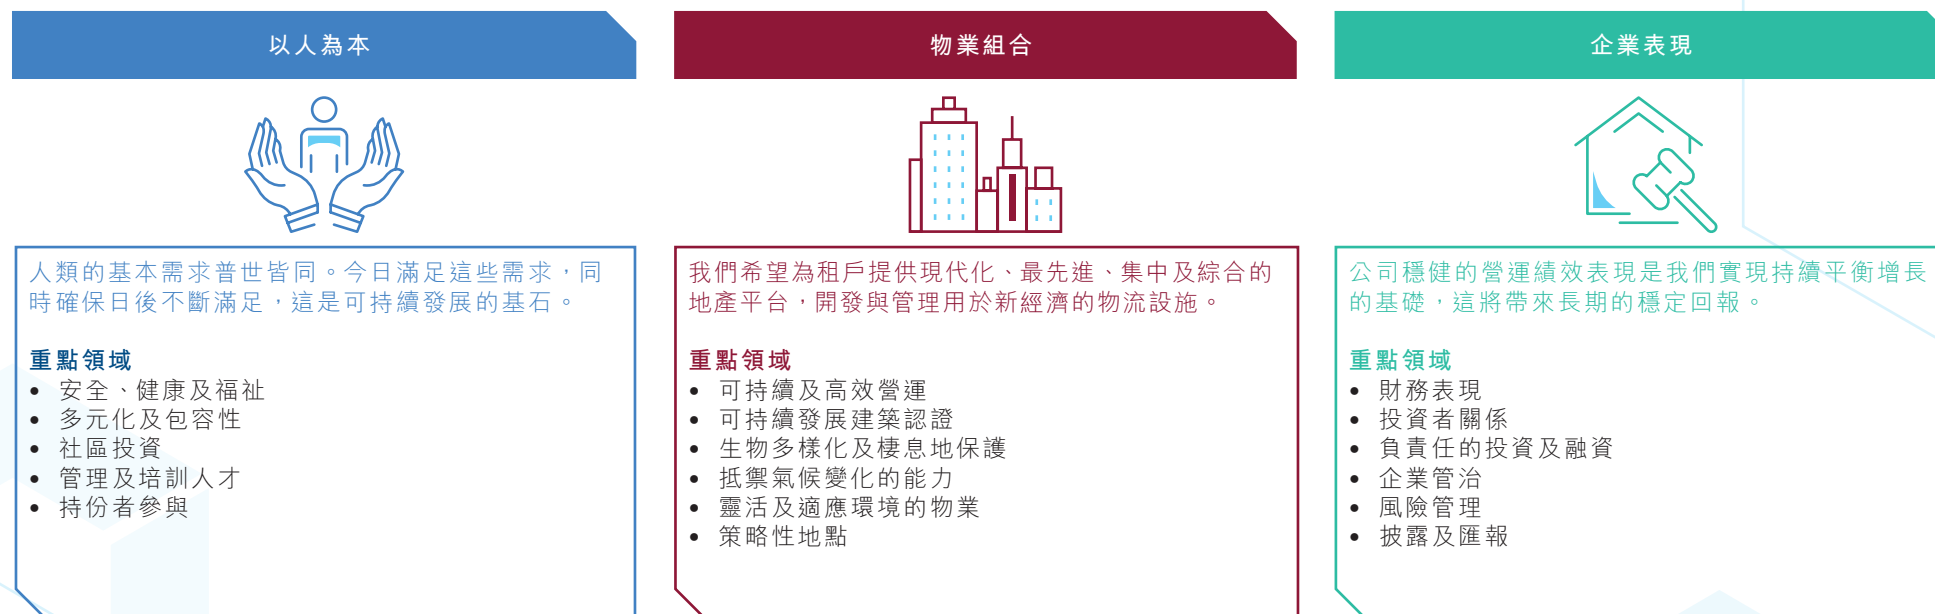 以人為本
人類的基本需求普世皆同。今日滿足這些需求，同
時確保日後不斷滿足，這是可持續發展的基石。
重點領域
• 安全、健康及福祉
• 多元化及包容性
• 社區投資
• 管理及培訓人才
• 持份者參與
物業組合
我們希望為租戶提供現代化、最先進、集中及綜合的
地產平台，開發與管理用於新經濟的物流設施。
重點領域
• 可持續及高效營運
• 可持續發展建築認證
• 生物多樣化及棲息地保護
• 抵禦氣候變化的能力
• 靈活及適應環境的物業
• 策略性地點
企業表現
公司穩健的營運績效表現是我們實現持續平衡增長
的基礎，這將帶來長期的穩定回報。
重點領域
• 財務表現
• 投資者關係
• 負責任的投資及融資
• 企業管治
• 風險管理
• 披露及匯報